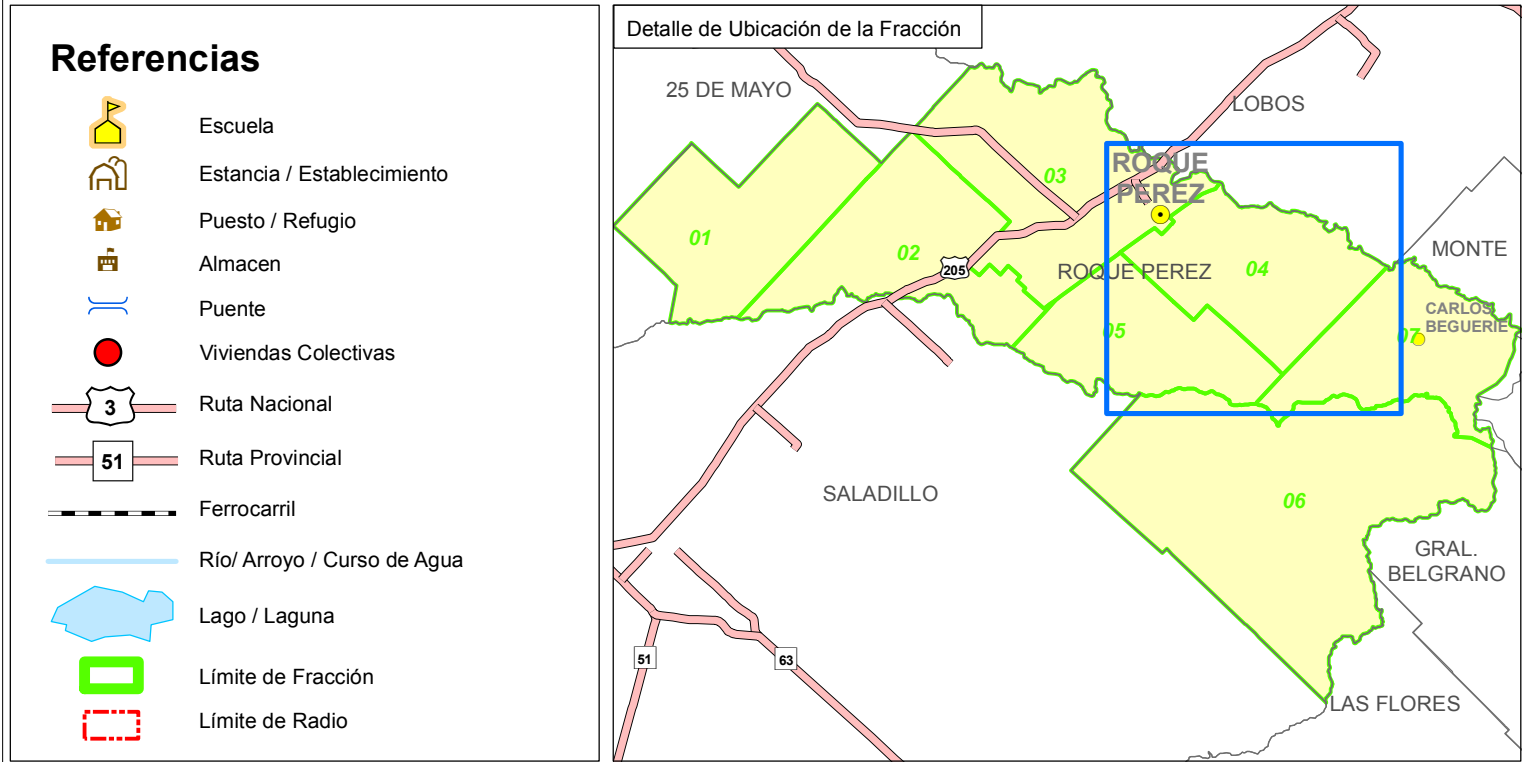 Referencias
Escuela
Estancia / Establecimiento
Puesto / Refugio
Almacen
Puente
Viviendas Colectivas
3
Ruta Nacional
51
Ruta Provincial
Ferrocarril
Río/ Arroyo / Curso de Agua
Lago / Laguna
Límite de Fracción
Límite de Radio
Detalle de Ubicación de la Fracción
25 DE MAYO
LOBOS
ROQUE
PEREZ
03
01
02
04
MONTE
205
ROQUE PEREZ
CARLOS
BEGUERIE
05
07
SALADILLO
06
GRAL.
BELGRANO
51
63
LAS FLORES